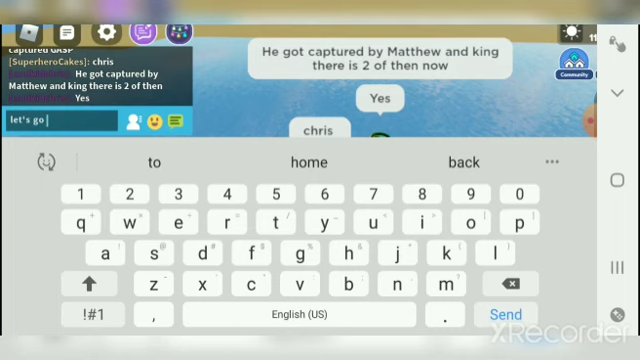 captured GASP
[SuperheroCakes]: chris
He got captured by
Matthew and king there is 2 of then
Yes
let's go
He got captured by Matthew and king
there is 2 of then now
Yes
chris
11
Community
to home back
1 2 3 4 5 6 7 8 9 0
q w e r t y u i o p
a s d f g h j k l
z x c v b n m
!#1 , English (US) . Send
XRecorder